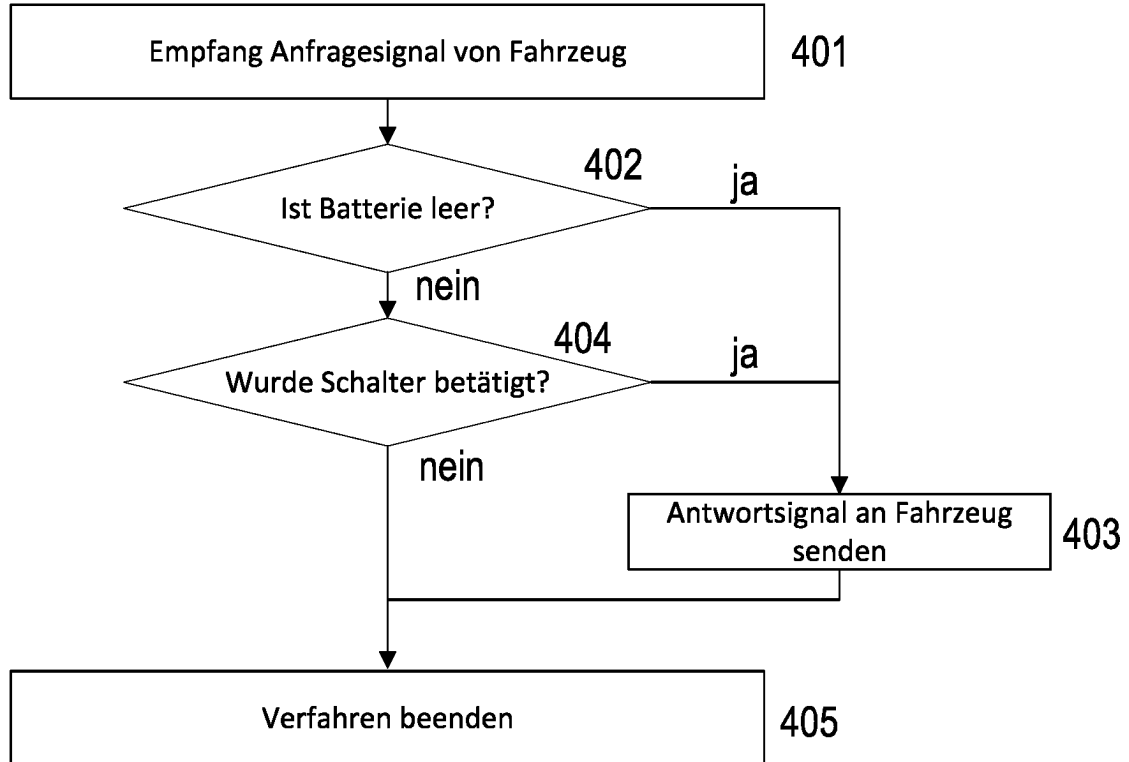 Empfang Anfragesignal von Fahrzeug
401
402
Ist Batterie leer?
ja
nein
404
Wurde Schalter betätigt?
ja
nein
Antwortsignal an Fahrzeug
senden
403
Verfahren beenden
405